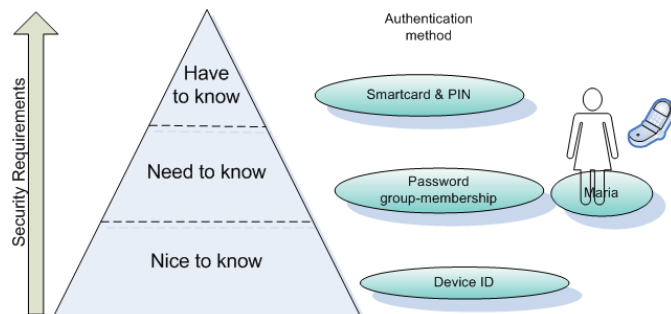 Security Requirements
Have
to know
Need to know
Nice to know
Authentication
method
Smartcard & PIN
Password
group-membership
Maria
Device ID